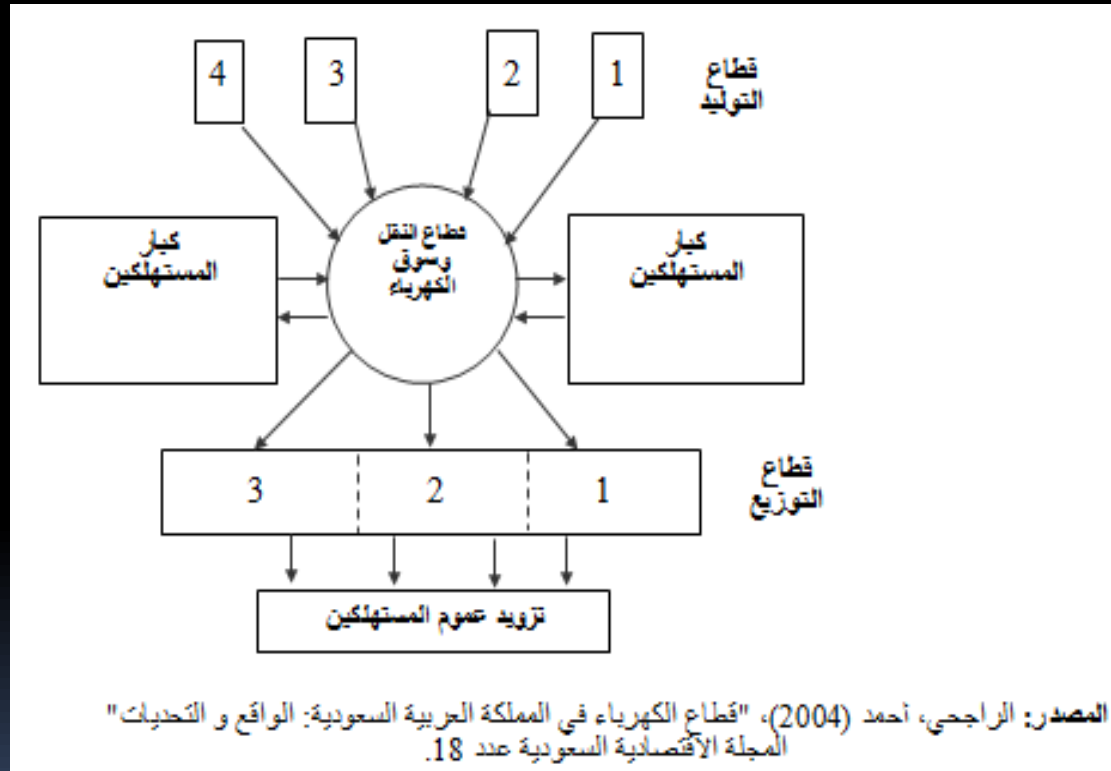 قطاع
التوليد
1
2
3
4
كبار
المستهلكين
قطاع النقل
وسوق
الكهرباء
كبار
المستهلكين
قطاع
التوزيع
1
2
3
تزويد عموم المستهلكين
المصدر: الراجحي، أحمد (2004)، "قطاع الكهرباء في المملكة العربية السعودية: الواقع و التحديات"
المجلة الاقتصادية السعودية عدد 18.